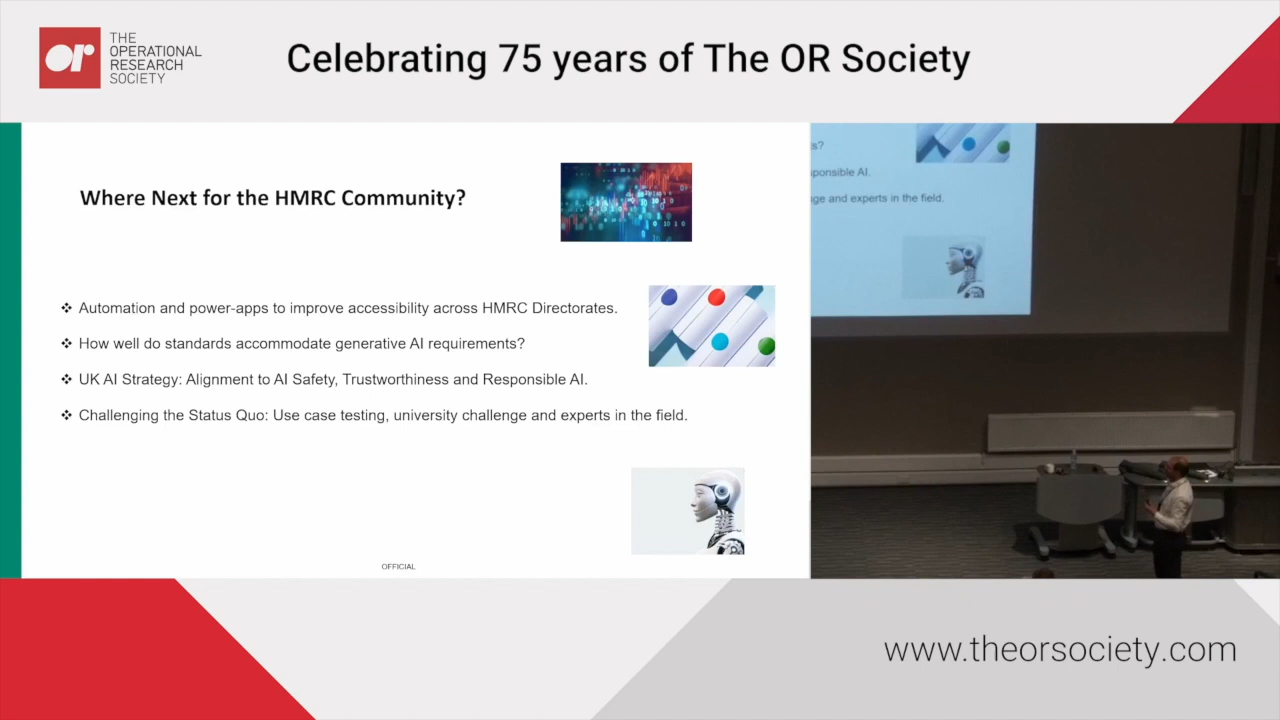 or
THE
OPERATIONAL
RESEARCH
SOCIETY
Celebrating 75 years of The OR Society
Where Next for the HMRC Community?
❖ Automation and power-apps to improve accessibility across HMRC Directorates.
❖ How well do standards accommodate generative AI requirements?
❖ UK AI Strategy: Alignment to AI Safety, Trustworthiness and Responsible AI.
❖ Challenging the Status Quo: Use case testing, university challenge and experts in the field.
OFFICIAL
s?
ponsible AI.
ge and experts in the field.
www.theorsociety.com